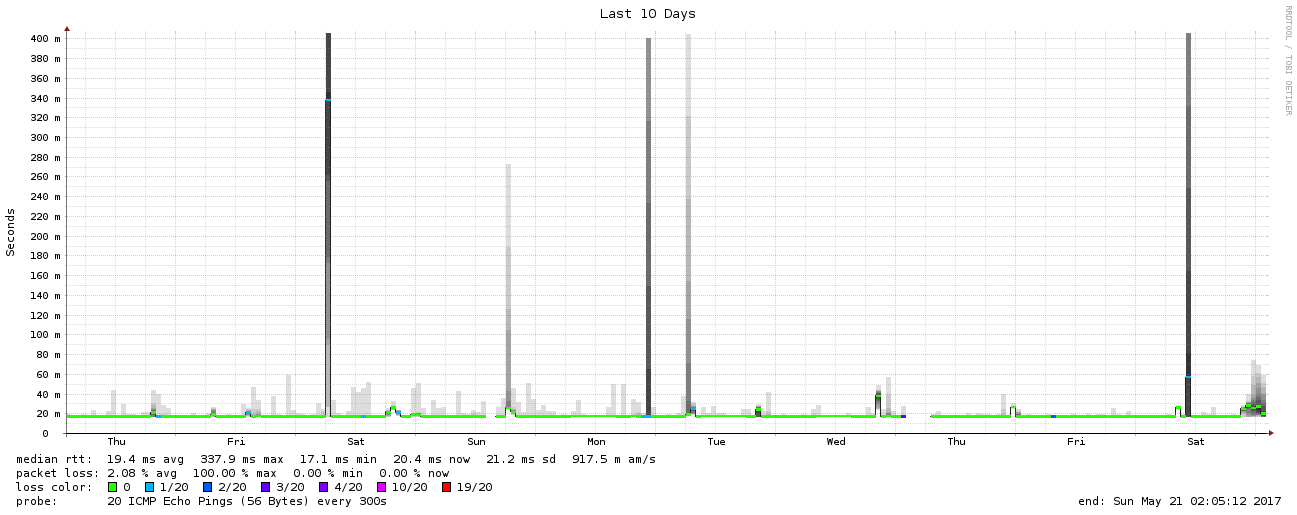 Last 10 Days
RRDTOOL / TOBI OETIKER
Seconds
400 m
380 m
360 m
340 m
320 m
300 m
280 m
260 m
240 m
220 m
200 m
180 m
160 m
140 m
120 m
100 m
80 m
60 m
40 m
20 m
0
Thu Fri Sat Sun Mon Tue Wed Thu Fri Sat
median rtt: 19.4 ms avg 337.9 ms max 17.1 ms min 20.4 ms now 21.2 ms sd 917.5 m am/s
packet loss: 2.08 % avg 100.00 % max 0.00 % min 0.00 % now
loss color: 0 1/20 2/20 3/20 4/20 10/20 19/20
probe: 20 ICMP Echo Pings (56 Bytes) every 300s end: Sun May 21 02:05:12 2017